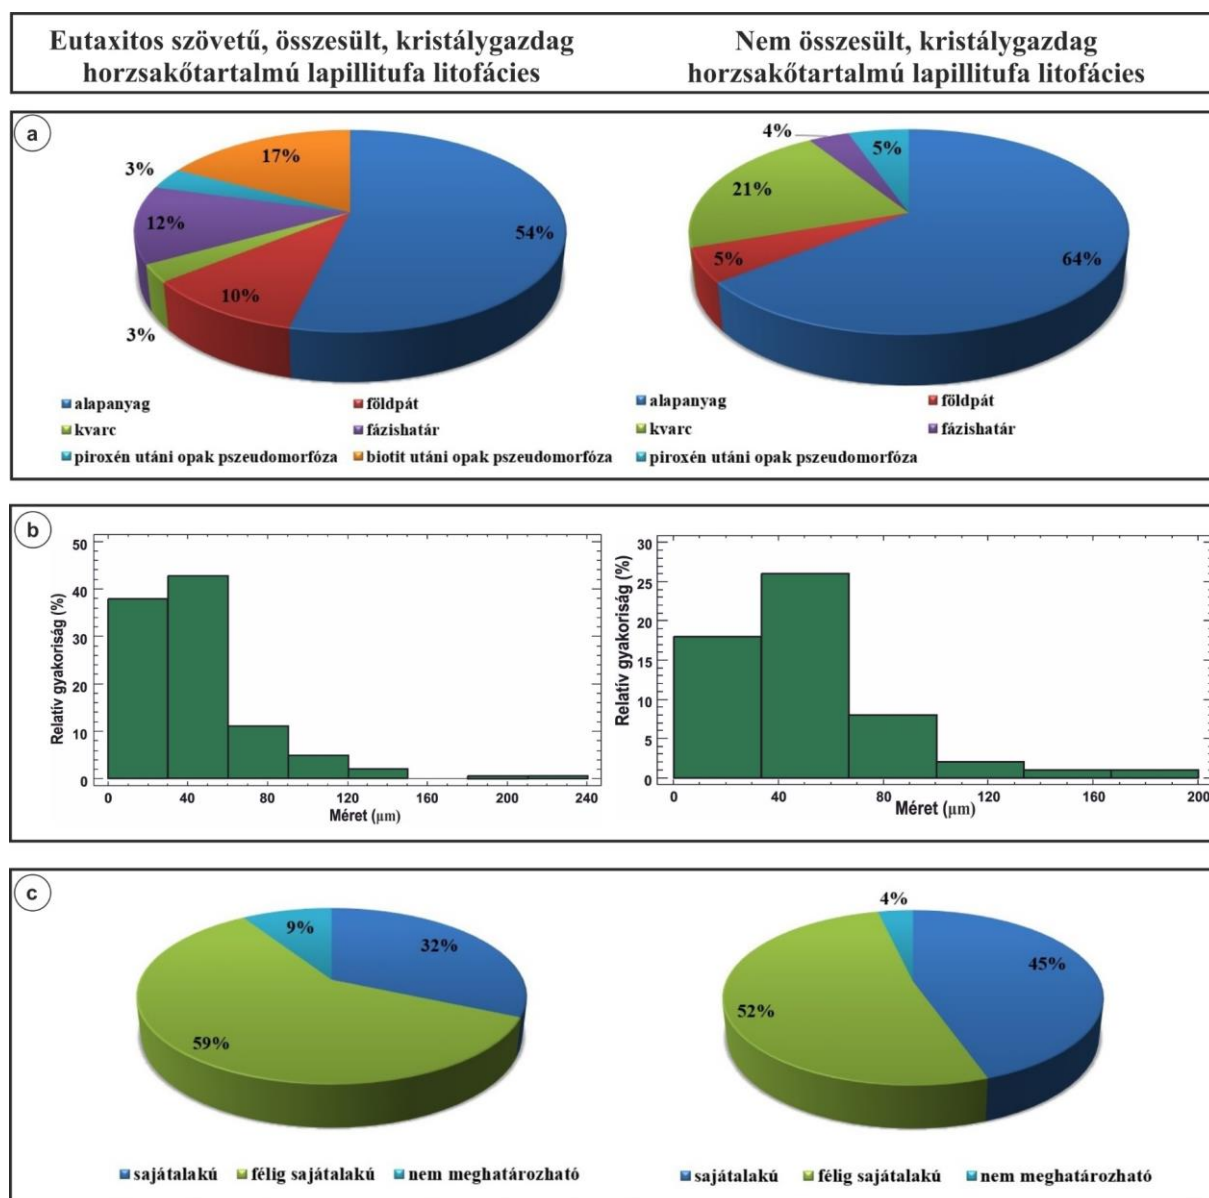 Eutaxitos szövetű, összesült, kristálygazdag
horzsakőtartalmú lapillitufa litofácies
Nem összesült, kristálygazdag
horzsakőtartalmú lapillitufa litofácies
a
17%
3%
12%
54%
10%
3%
alapanyag
földpát
kvarc
fázishatár
piroxén utáni opak pszeudomorfóza
biotit utáni opak pszeudomorfóza
4%
5%
21%
5%
64%
alapanyag
földpát
kvarc
fázishatár
piroxén utáni opak pszeudomorfóza
b
Relatív gyakoriság (%)
50
40
30
20
10
0
0 40 80 120 160 200 240
Méret (µm)
Relatív gyakoriság (%)
30
25
20
15
10
5
0
0 40 80 120 160 200
Méret (µm)
c
9%
32%
59%
sajátalakú félig sajátalakú nem meghatározható
4%
45%
52%
sajátalakú félig sajátalakú nem meghatározható